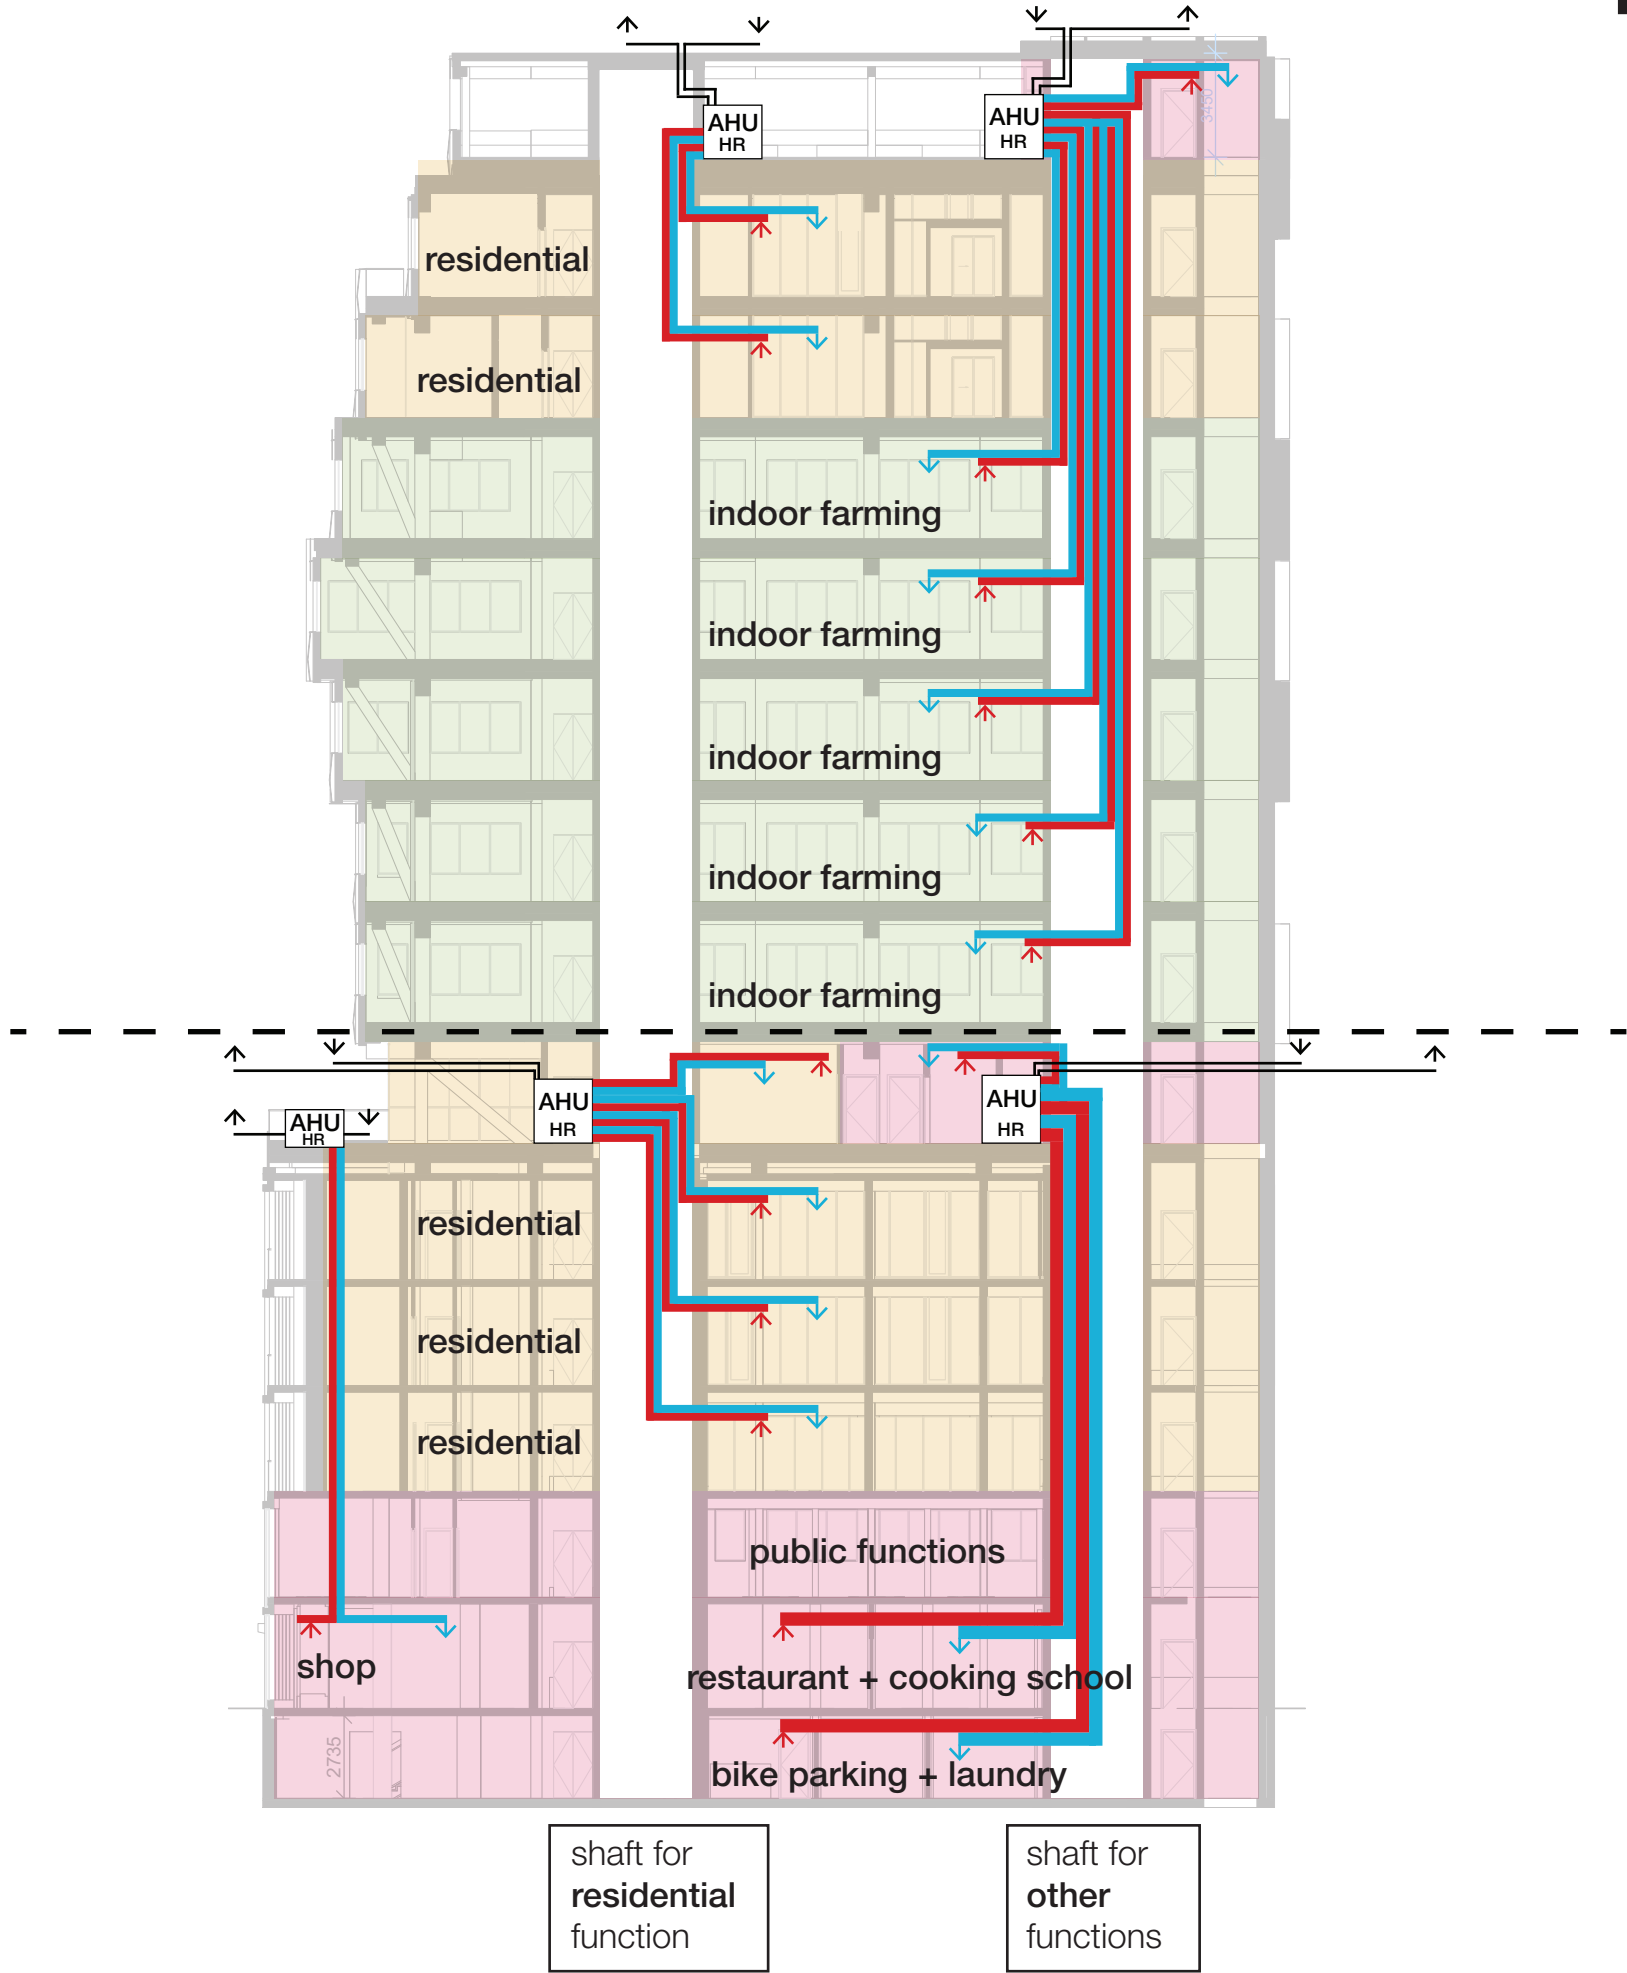 AHU
HR
AHU
HR
3450
residential
residential
indoor farming
indoor farming
indoor farming
indoor farming
indoor farming
AHU
HR
AHU
HR
AHU
HR
residential
residential
residential
public functions
shop
restaurant + cooking school
2735
bike parking + laundry
shaft for
residential
function
shaft for
other
functions